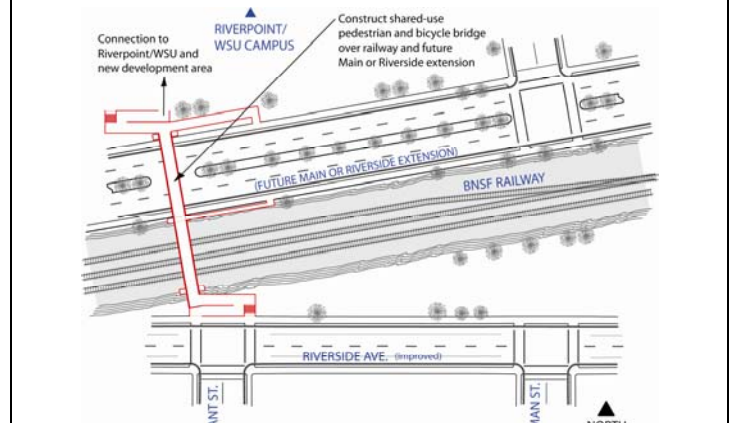 RIVERPOINT/
WSU CAMPUS
Connection to
Riverpoint/WSU and
new development area
Construct shared-use
pedestrian and bicycle bridge
over railway and future
Main or Riverside extension
(FUTURE MAIN OR RIVERSIDE EXTENSION)
BNSF RAILWAY
RIVERSIDE AVE. (Improved)
ANT ST.
MAN ST.
NORTH